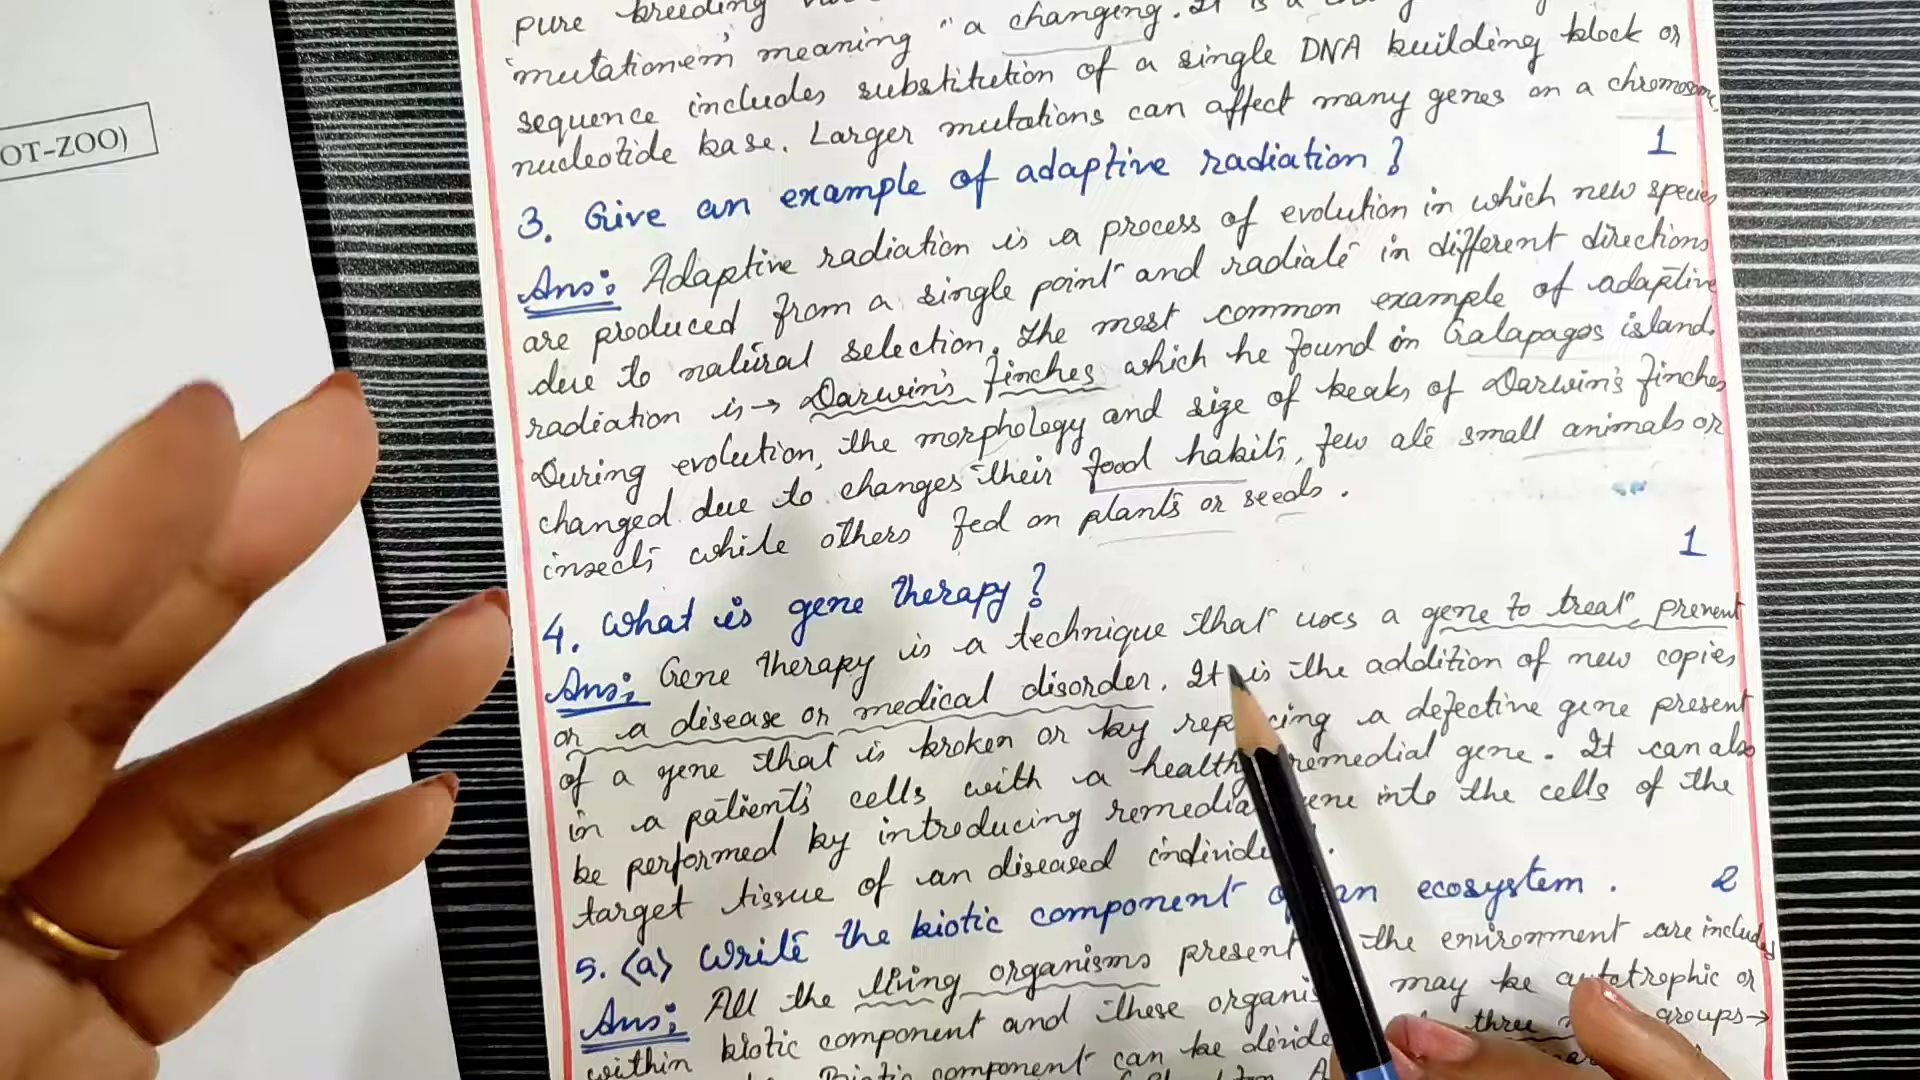 OT-ZOO)
pure breeding
'mutationem' meaning "a changing. It is a
sequence includes substitution of a single DNA building block or
nucleotide base. Larger mutations can affect many genes on a chromosome.
3. Give an example of adaptive radiation? 1
Ans: Adaptive radiation is a process of evolution in which new species
are produced from a single point and radiate in different directions
due to natural selection. The most common example of adaptive
radiation is → Darwin's finches which he found in Galapagos island.
During evolution, the morphology and size of beaks of Darwin's finches
changed due to changes their food habits, few ate small animals or
insects while others fed on plants or seeds.
4. What is gene therapy? 1
Ans: Gene therapy is a technique that uses a gene to treat, prevent
or a disease or medical disorder. It is the addition of new copies
of a gene that is broken or by replacing a defective gene present
in a patient's cells with a healthy remedial gene. It can also
be performed by introducing remedial gene into the cells of the
target tissue of an diseased individual.
5. (a) Write the biotic component of an ecosystem. 2
Ans: All the living organisms present the environment are included
within biotic component and these organisms may be autotrophic or
Biotic component can be divided three groups→